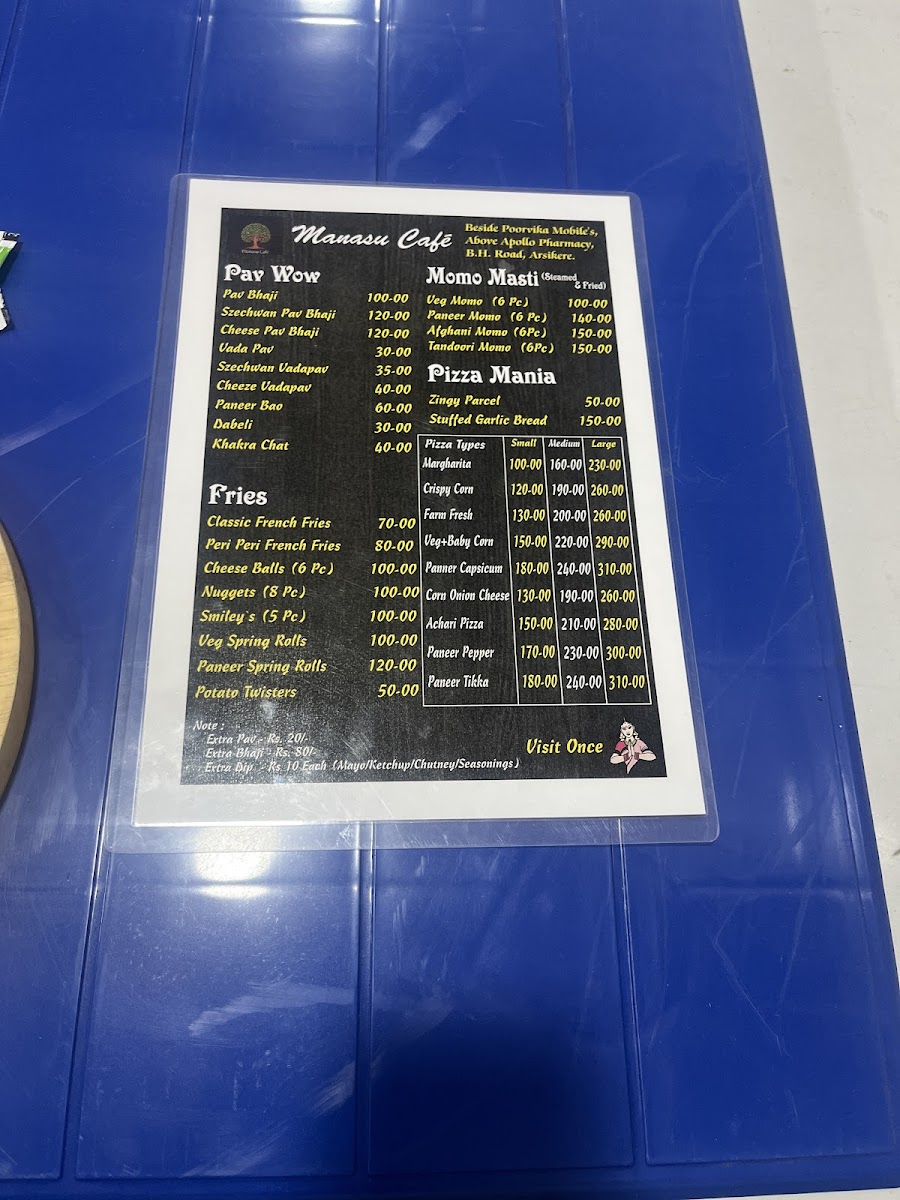 Manasu Café
Manasu Café
Beside Poorvika Mobile's,
Above Apollo Pharmacy,
B.H. Road, Arsikere.
Pav Wow
Pav Bhaji 100-00
Szechwan Pav Bhaji 120-00
Cheese Pav Bhaji 120-00
Vada Pav 30-00
Szechwan Vadapav 35-00
Cheeze Vadapav 40-00
Paneer Bao 60-00
Dabeli 30-00
Khakra Chat 40-00
Fries
Classic French Fries 70-00
Peri Peri French Fries 80-00
Cheese Balls (6 Pc) 100-00
Nuggets (8 Pc) 100-00
Smiley`s (5 Pc) 100-00
Veg Spring Rolls 100-00
Paneer Spring Rolls 120-00
Potato Twisters 50-00
Note :
Extra Pav - Rs. 20/-
Extra Bhaji - Rs. 80/-
Extra Dip - Rs 10 Each (Mayo/Ketchup/Chutney/Seasonings)
Momo Masti (Steamed & Fried)
Veg Momo (6 Pc) 100-00
Paneer Momo (6 Pc) 140-00
Afghani Momo (6Pc) 150-00
Tandoori Momo (6Pc) 150-00
Pizza Mania
Zingy Parcel 50-00
Stuffed Garlic Bread 150-00
Pizza Types Small Medium Large
Margharita 100-00 160-00 230-00
Crispy Corn 120-00 190-00 260-00
Farm Fresh 130-00 200-00 260-00
Veg+Baby Corn 150-00 220-00 290-00
Panner Capsicum 180-00 240-00 310-00
Corn Onion Cheese 130-00 190-00 260-00
Achari Pizza 150-00 210-00 280-00
Paneer Pepper 170-00 230-00 300-00
Paneer Tikka 180-00 240-00 310-00
Visit Once